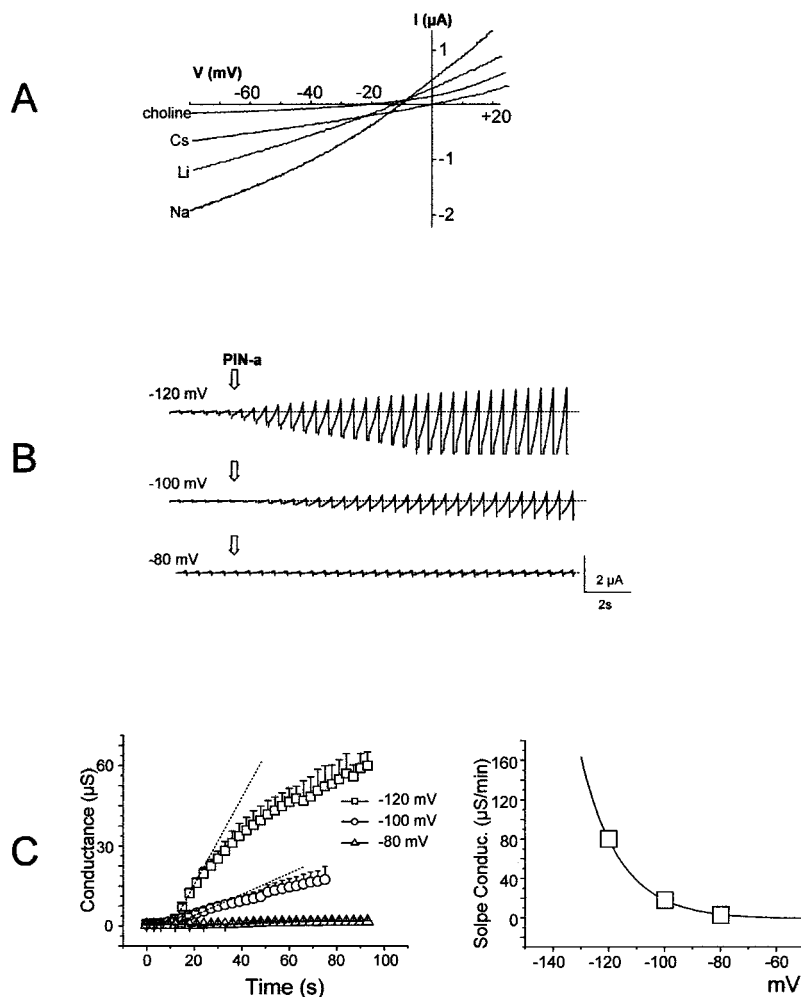 A
I (µA)
V (mV)
-60
-20
1
choline
+20
Cs
Li
-1
Na
-2
B
PIN-a
-120 mV
-100 mV
-80 mV
2 µA
2s
C
Conductance (µS)
60
40
20
0
-120 mV
-100 mV
-80 mV
0 20 40 60 80 100
Time (s)
Solpe Conduc. (µS/min)
160
120
80
40
0
-140 -120 -100 -80 -60
mV